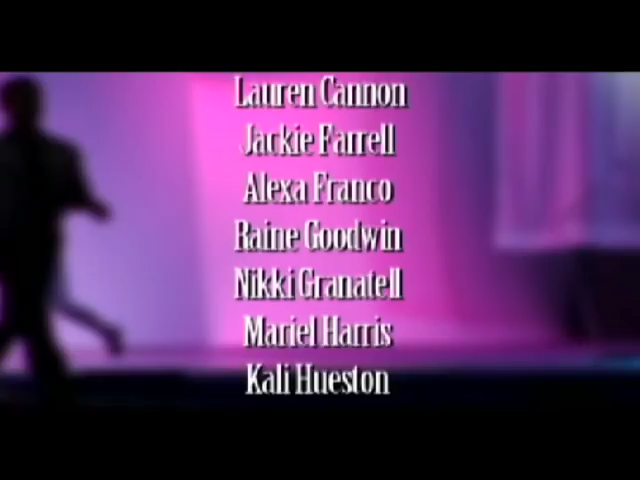 Lauren Cannon
Jackie Farrell
Alexa Franco
Raine Goodwin
Nikki Granatell
Mariel Harris
Kali Hueston